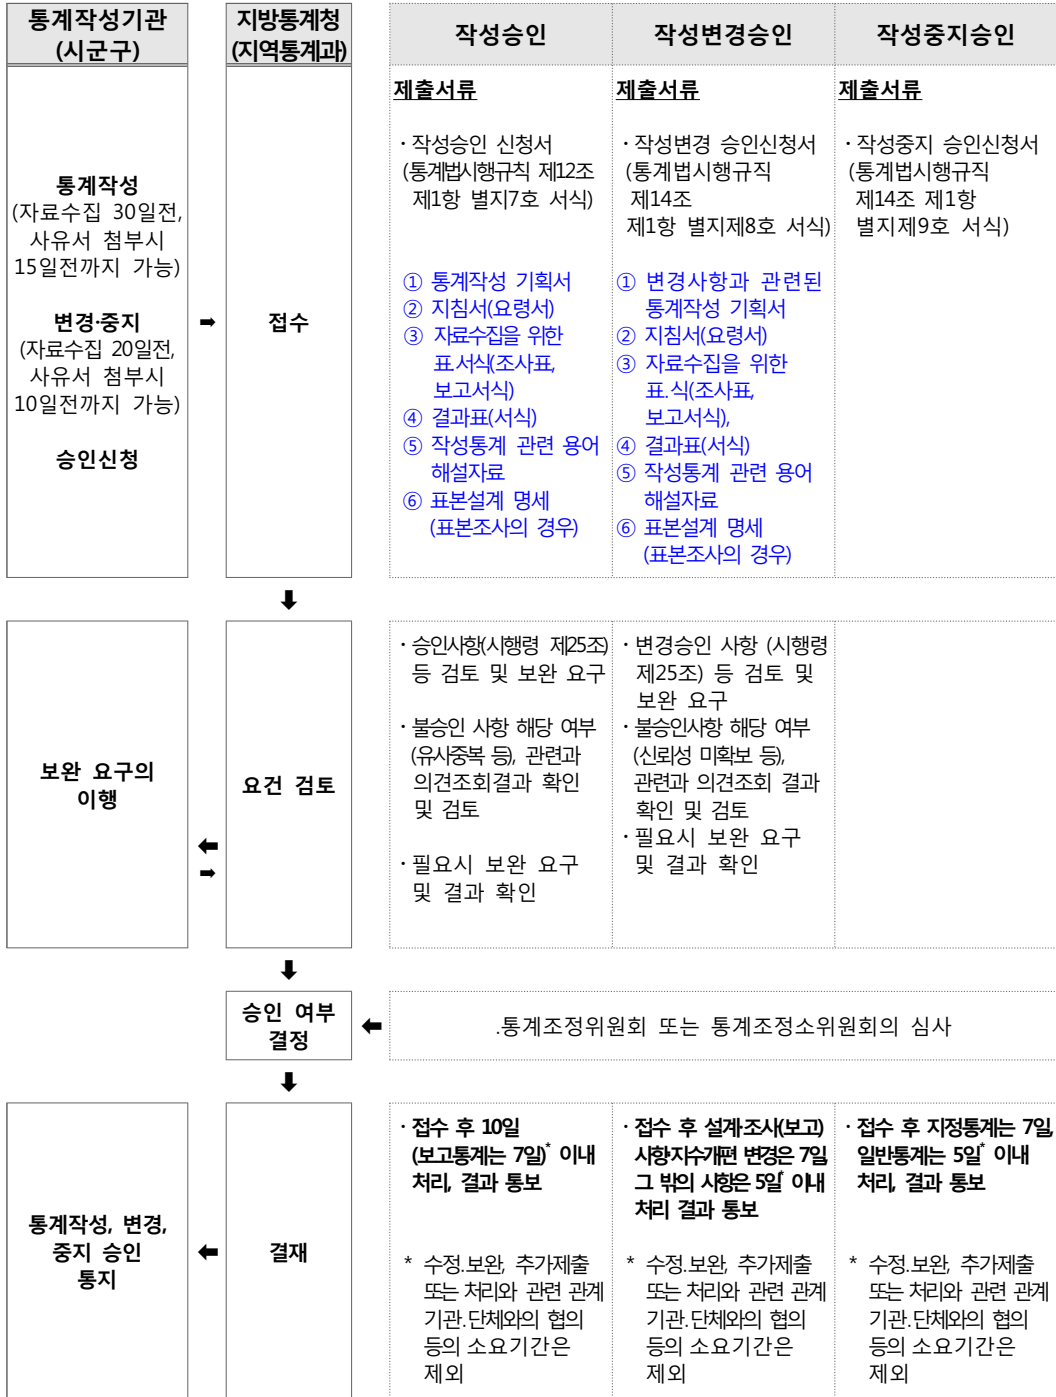 통계작성기관
(시군구)
지방통계청
(지역통계과)
작성승인
작성변경승인
작성중지승인
통계작성
(자료수집 30일전,
사유서 첨부시
15일전까지 가능)
변경·중지
(자료수집 20일전,
사유서 첨부시
10일전까지 가능)
승인신청
➡
접수
제출서류
· 작성승인 신청서
(통계법시행규칙 제12조
제1항 별지7호 서식)
① 통계작성 기획서
② 지침서(요령서)
③ 자료수집을 위한
표.서식(조사표,
보고서식)
④ 결과표(서식)
⑤ 작성통계 관련 용어
해설자료
⑥ 표본설계 명세
(표본조사의 경우)
제출서류
· 작성변경 승인신청서
(통계법시행규직
제14조
제1항 별지제8호 서식)
① 변경사항과 관련된
통계작성 기획서
② 지침서(요령서)
③ 자료수집을 위한
표.식(조사표,
보고서식),
④ 결과표(서식)
⑤ 작성통계 관련 용어
해설자료
⑥ 표본설계 명세
(표본조사의 경우)
제출서류
· 작성중지 승인신청서
(통계법시행규칙
제14조 제1항
별지제9호 서식)
⬇
보완 요구의
이행
⬅
➡
요건 검토
· 승인사항(시행령 제25조)
등 검토 및 보완 요구
· 불승인 사항 해당 여부
(유사중복 등), 관련과
의견조회결과 확인
및 검토
· 필요시 보완 요구
및 결과 확인
· 변경승인 사항 (시행령
제25조) 등 검토 및
보완 요구
· 불승인사항 해당 여부
(신뢰성 미확보 등),
관련과 의견조회 결과
확인 및 검토
· 필요시 보완 요구
및 결과 확인
⬇
승인 여부
결정
⬅
.통계조정위원회 또는 통계조정소위원회의 심사
⬇
통계작성, 변경,
중지 승인
통지
⬅
결재
· 접수 후 10일
(보고통계는 7일)* 이내
처리, 결과 통보
* 수정.보완, 추가제출
또는 처리와 관련 관계
기관.단체와의 협의
등의 소요기간은
제외
· 접수 후 설계·조사(보고)
사항·지수개편 변경은 7일,
그 밖의 사항은 5일* 이내
처리 결과 통보
* 수정.보완, 추가제출
또는 처리와 관련 관계
기관.단체와의 협의
등의 소요기간은
제외
· 접수 후 지정통계는 7일,
일반통계는 5일* 이내
처리, 결과 통보
* 수정.보완, 추가제출
또는 처리와 관련 관계
기관.단체와의 협의
등의 소요기간은
제외